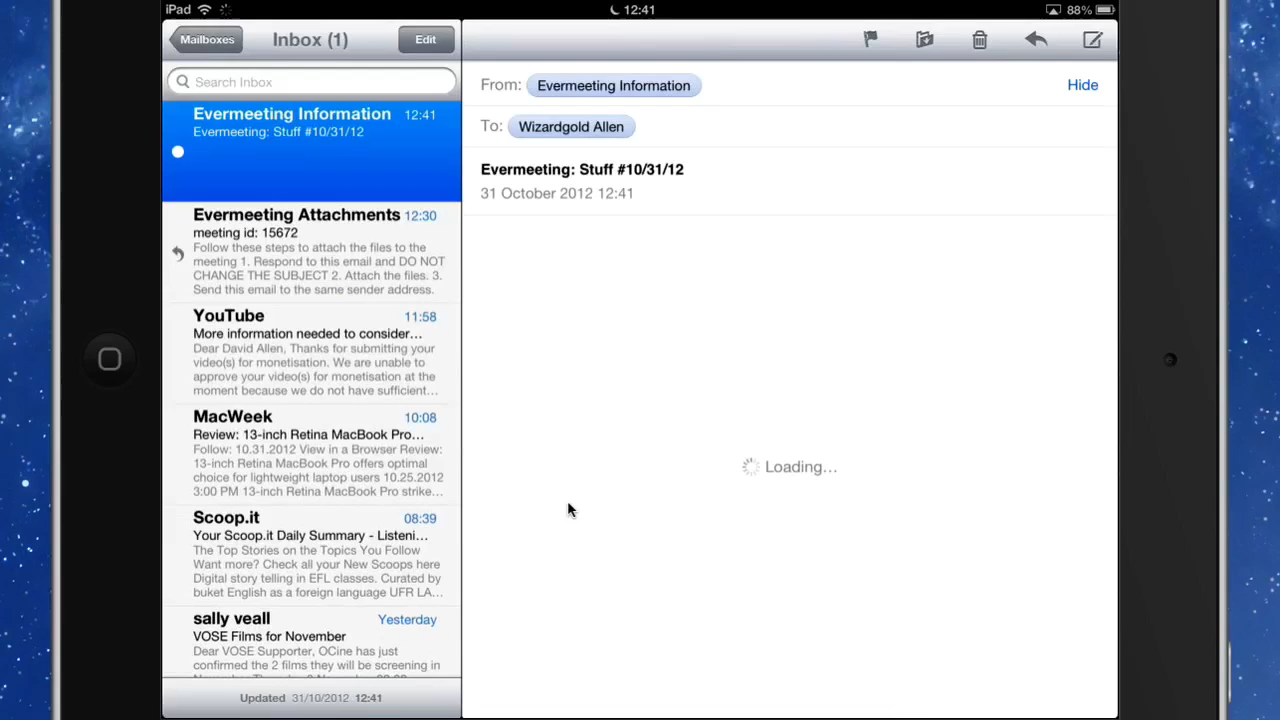 iPad 12:41 88%
Mailboxes Inbox (1) Edit
Search Inbox
Evermeeting Information 12:41
Evermeeting: Stuff #10/31/12
Evermeeting Attachments 12:30
meeting id: 15672
Follow these steps to attach the files to the
meeting 1. Respond to this email and DO NOT
CHANGE THE SUBJECT 2. Attach the files. 3.
Send this email to the same sender address.
YouTube 11:58
More information needed to consider…
Dear David Allen, Thanks for submitting your
video(s) for monetisation. We are unable to
approve your video(s) for monetisation at the
moment because we do not have sufficient…
MacWeek 10:08
Review: 13-inch Retina MacBook Pro…
Follow: 10.31.2012 View in a Browser Review:
13-inch Retina MacBook Pro offers optimal
choice for lightweight laptop users 10.25.2012
3:00 PM 13-inch Retina MacBook Pro strike…
Scoop.it 08:39
Your Scoop.it Daily Summary - Listeni…
The Top Stories on the Topics You Follow
Want more? Check all your New Scoops here
Digital story telling in EFL classes. Curated by
buket English as a foreign language UFR LA…
sally veall Yesterday
VOSE Films for November
Dear VOSE Supporter, OCine has just
confirmed the 2 films they will be screening in
Updated 31/10/2012 12:41
From: Evermeeting Information Hide
To: Wizardgold Allen
Evermeeting: Stuff #10/31/12
31 October 2012 12:41
Loading…